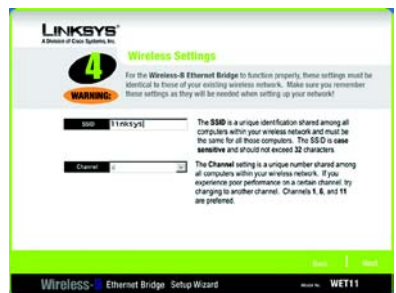 LINKSYS®
A Division of Cisco Systems, Inc.
4
WARNING:
Wireless Settings
For the Wireless-B Ethernet Bridge to function properly, these settings must be
identical to those of your existing wireless network. Make sure you remember
these settings as they will be needed when setting up your network!
SSID linksys
The SSID is a unique identification shared among all
computers within your wireless network and must be
the same for all those computers. The SSID is case
sensitive and should not exceed 32 characters.
Channel 6
The Channel setting is a unique number shared among
all computers within your wireless network. If you
experience poor performance on a certain channel, try
changing to another channel. Channels 1, 6, and 11
are preferred.
Back Next
Wireless-B Ethernet Bridge Setup Wizard
Model No. WET11